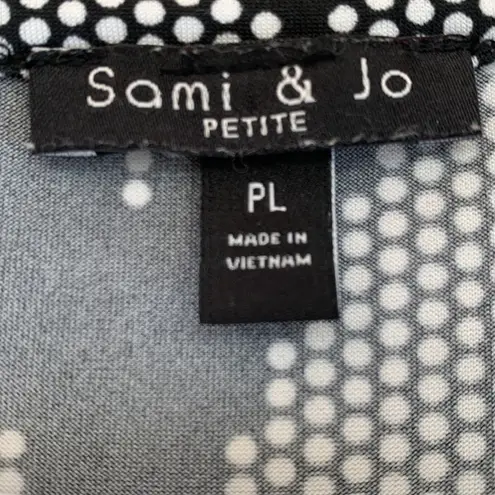 Sami & Jo
PETITE
PL
MADE IN
VIETNAM